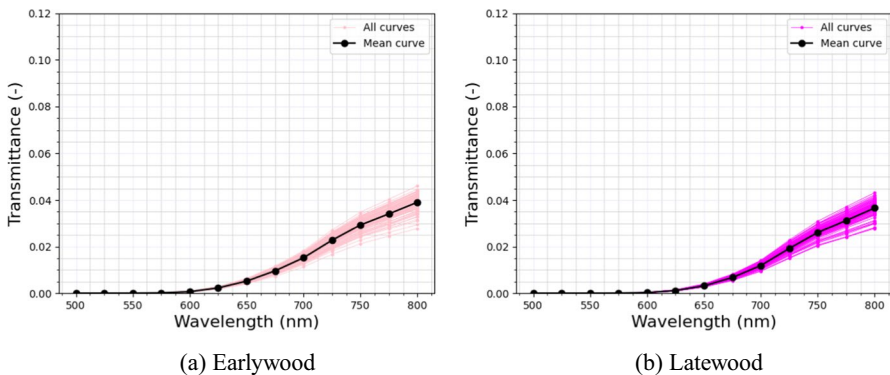 0.12
0.10
0.08
0.06
0.04
0.02
0.00
Transmittance (-)
All curves
Mean curve
500 550 600 650 700 750 800
Wavelength (nm)
(a) Earlywood
0.12
0.10
0.08
0.06
0.04
0.02
0.00
Transmittance (-)
All curves
Mean curve
500 550 600 650 700 750 800
Wavelength (nm)
(b) Latewood